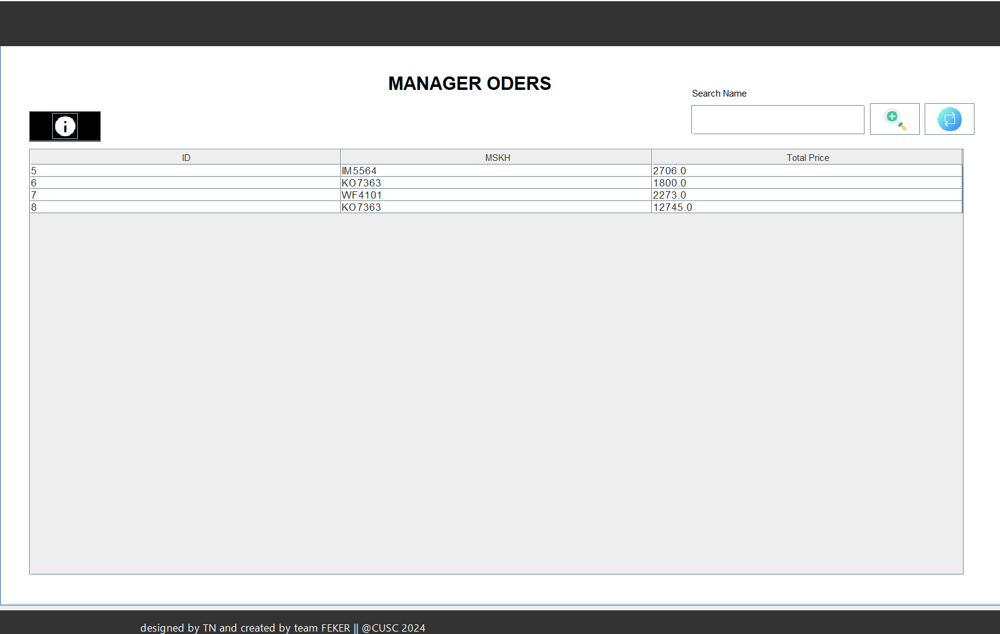 MANAGER ODERS
Search Name
ID MSKH Total Price
5 IM5564 2706.0
6 KO7363 1800.0
7 WF4101 2273.0
8 KO7363 12745.0
designed by TN and created by team FEKER || @CUSC 2024